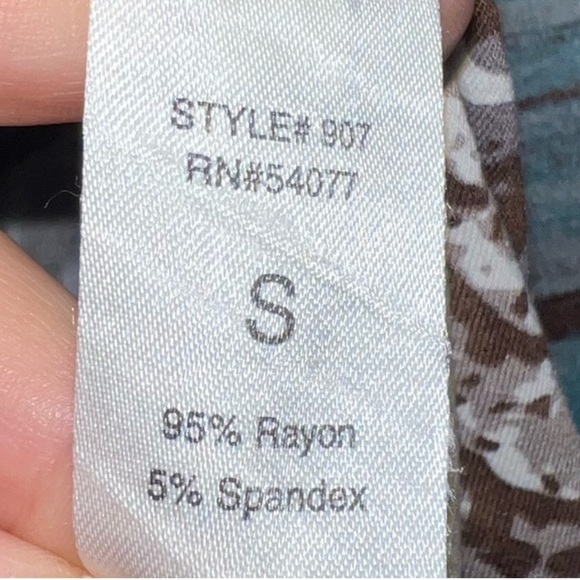 STYLE# 907
RN#54077
S
95% Rayon
5% Spandex